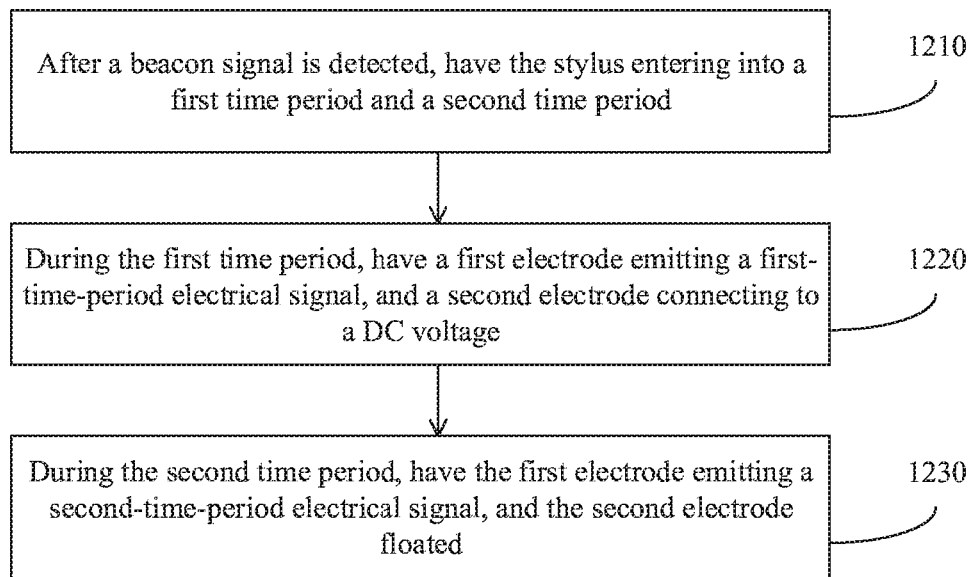 After a beacon signal is detected, have the stylus entering into a
first time period and a second time period
1210
During the first time period, have a first electrode emitting a first-
time-period electrical signal, and a second electrode connecting to
a DC voltage
1220
During the second time period, have the first electrode emitting a
second-time-period electrical signal, and the second electrode
floated
1230